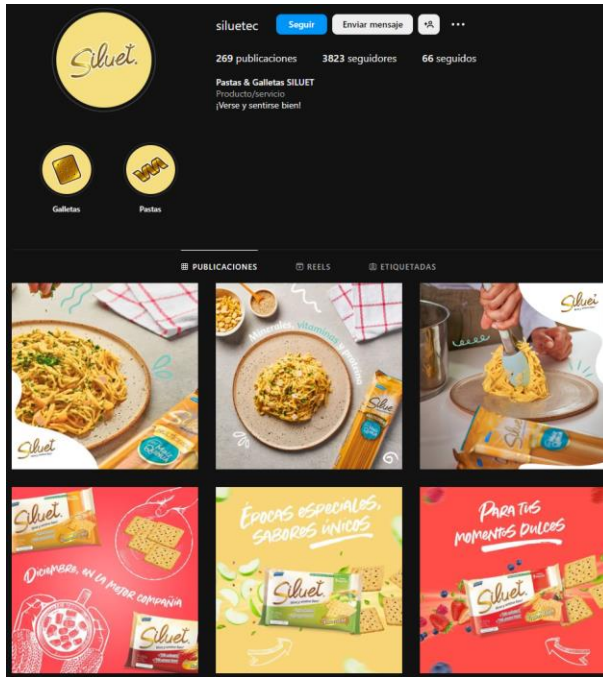 Siluet.
siluetec Seguir Enviar mensaje
269 publicaciones 3823 seguidores 66 seguidos
Pastas & Galletas SILUET
Producto/servicio
¡Verse y sentirse bien!
Galletas Pastas
PUBLICACIONES REELS ETIQUETADAS
Siluet
Minerales, vitaminas, proteína
Silue
Siluet
Siluet.
DICIEMBRE, EN LA MEJOR COMPAÑÍA
Siluet.
ÉPOCAS ESPECIALES,
SABORES ÚNICOS
Siluet.
PARA TUS
MOMENTOS DULCES
Siluet.